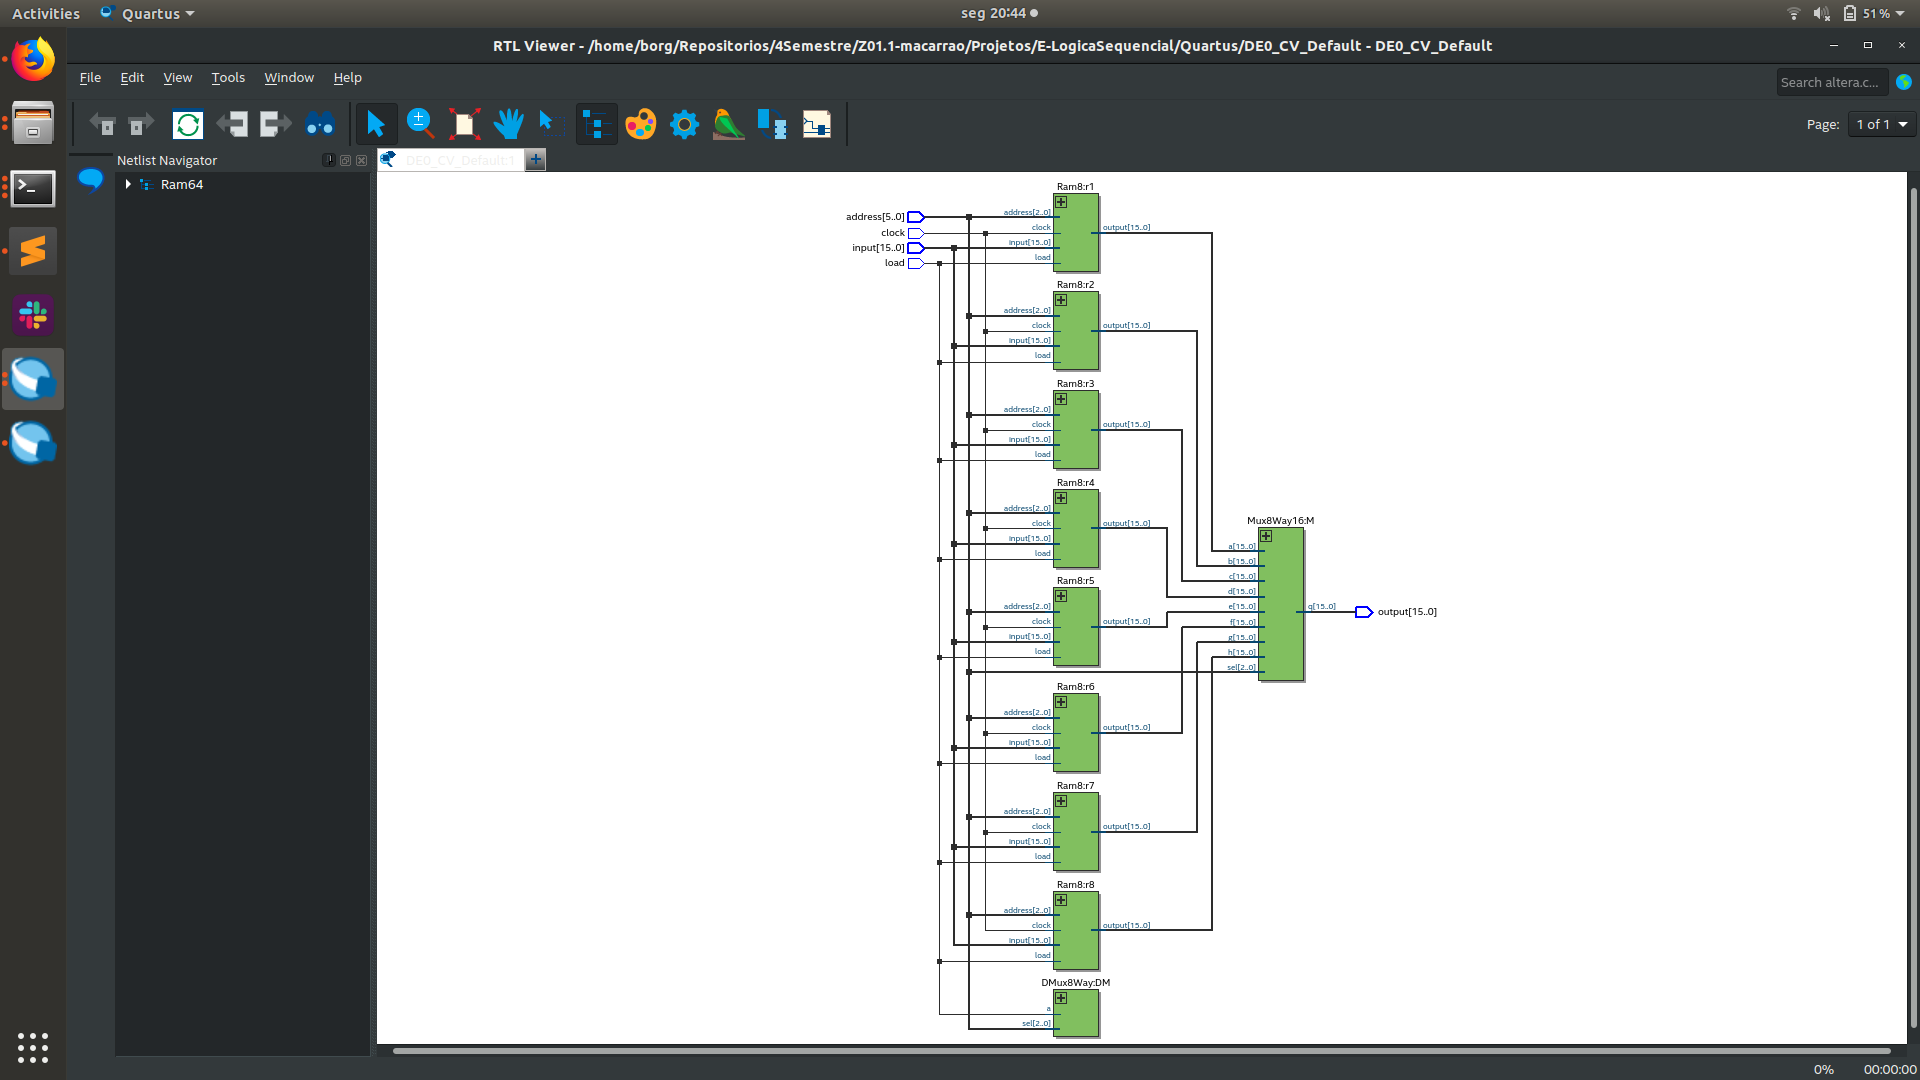 Activities
Quartus
seg 20:44
51 %
RTL Viewer - /home/borg/Repositorios/4Semestre/Z01.1-macarrao/Projetos/E-LogicaSequencial/Quartus/DE0_CV_Default - DE0_CV_Default
File Edit View Tools Window Help
Search altera.c...
Page: 1 of 1
Netlist Navigator
DE0_CV_Default:1
Ram64
address[5..0]
clock
input[15..0]
load
Ram8:r1
address[2..0]
clock
input[15..0]
load
output[15..0]
Ram8:r2
address[2..0]
clock
input[15..0]
load
output[15..0]
Ram8:r3
address[2..0]
clock
input[15..0]
load
output[15..0]
Ram8:r4
address[2..0]
clock
input[15..0]
load
output[15..0]
Ram8:r5
address[2..0]
clock
input[15..0]
load
output[15..0]
Ram8:r6
address[2..0]
clock
input[15..0]
load
output[15..0]
Ram8:r7
address[2..0]
clock
input[15..0]
load
output[15..0]
Ram8:r8
address[2..0]
clock
input[15..0]
load
output[15..0]
DMux8Way:DM
a
sel[2..0]
Mux8Way16:M
a[15..0]
b[15..0]
c[15..0]
d[15..0]
e[15..0]
f[15..0]
g[15..0]
h[15..0]
sel[2..0]
q[15..0]
output[15..0]
0% 00:00:00